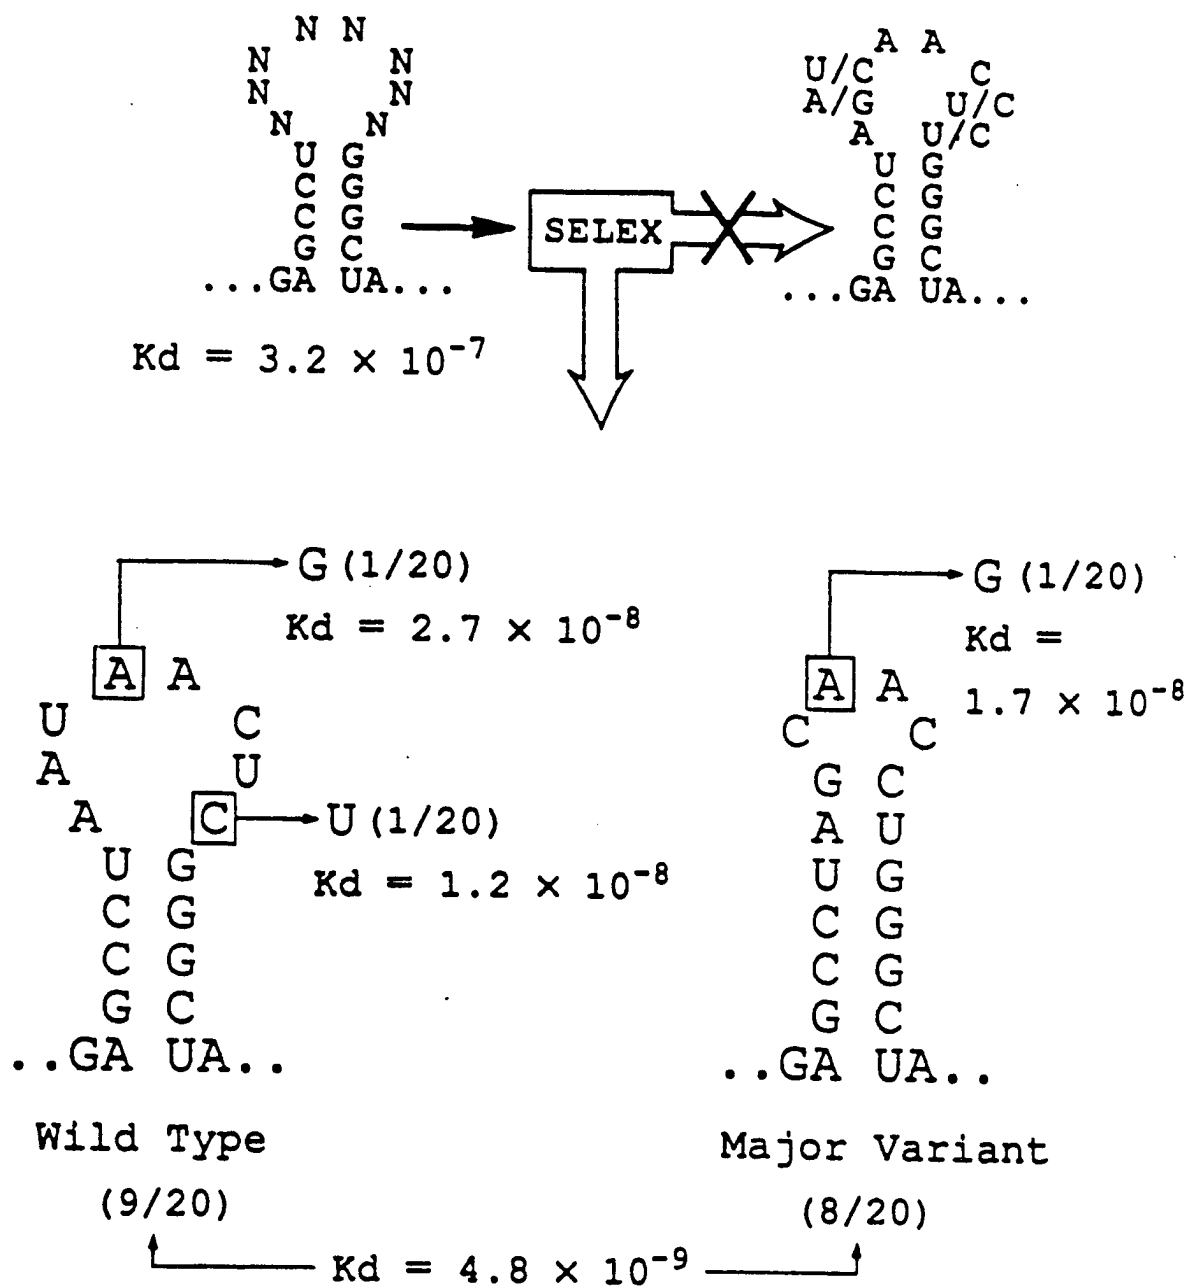 N N
N N
N N
N N
U G
C G
C G
G C
...GA UA...
Kd = 3.2 × 10⁻⁷
SELEX
A A
U/C C
A/G U/C C
A U/C
U G
C G
C G
G C
...GA UA...
G (1/20)
Kd = 2.7 × 10⁻⁸
A A
U C
A U
A C
U (1/20)
Kd = 1.2 × 10⁻⁸
U G
C G
C G
G C
..GA UA..
Wild Type
(9/20)
G (1/20)
Kd =
1.7 × 10⁻⁸
A A
C C
G C
A U
U G
C G
C G
G C
..GA UA..
Major Variant
(8/20)
Kd = 4.8 × 10⁻⁹